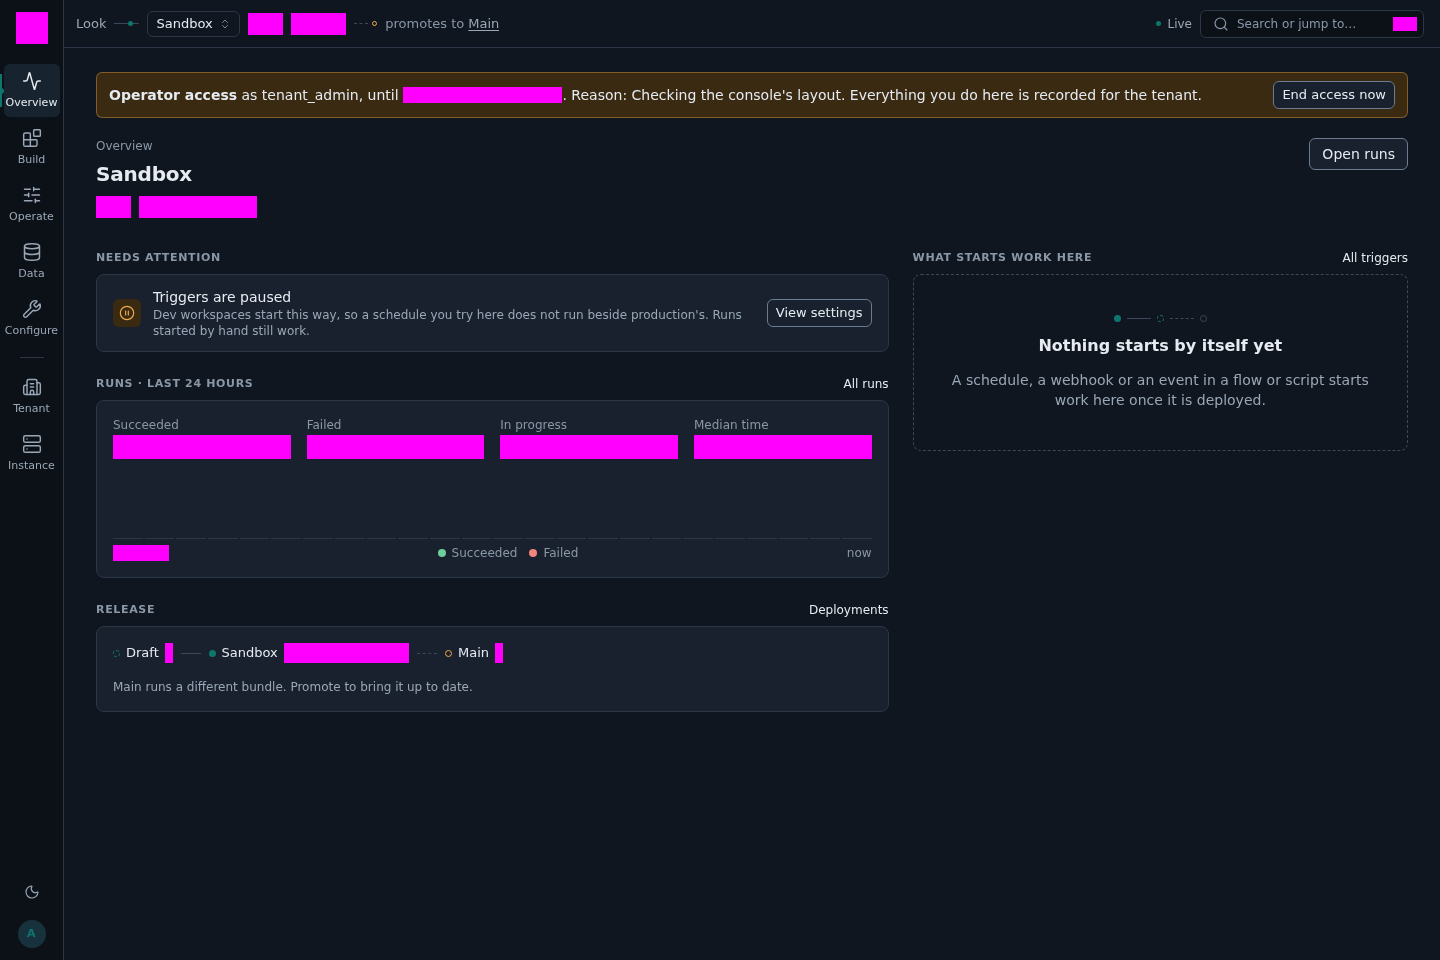 Look Sandbox promotes to Main Live Search or jump to…
Overview
Build
Operate
Data
Configure
Tenant
Instance
A
Operator access as tenant_admin, until . Reason: Checking the console's layout. Everything you do here is recorded for the tenant. End access now
Overview
Sandbox
Open runs
NEEDS ATTENTION
Triggers are paused
Dev workspaces start this way, so a schedule you try here does not run beside production's. Runs
started by hand still work.
View settings
RUNS · LAST 24 HOURS All runs
Succeeded Failed In progress Median time
Succeeded Failed now
RELEASE Deployments
Draft Sandbox Main
Main runs a different bundle. Promote to bring it up to date.
WHAT STARTS WORK HERE All triggers
Nothing starts by itself yet
A schedule, a webhook or an event in a flow or script starts
work here once it is deployed.